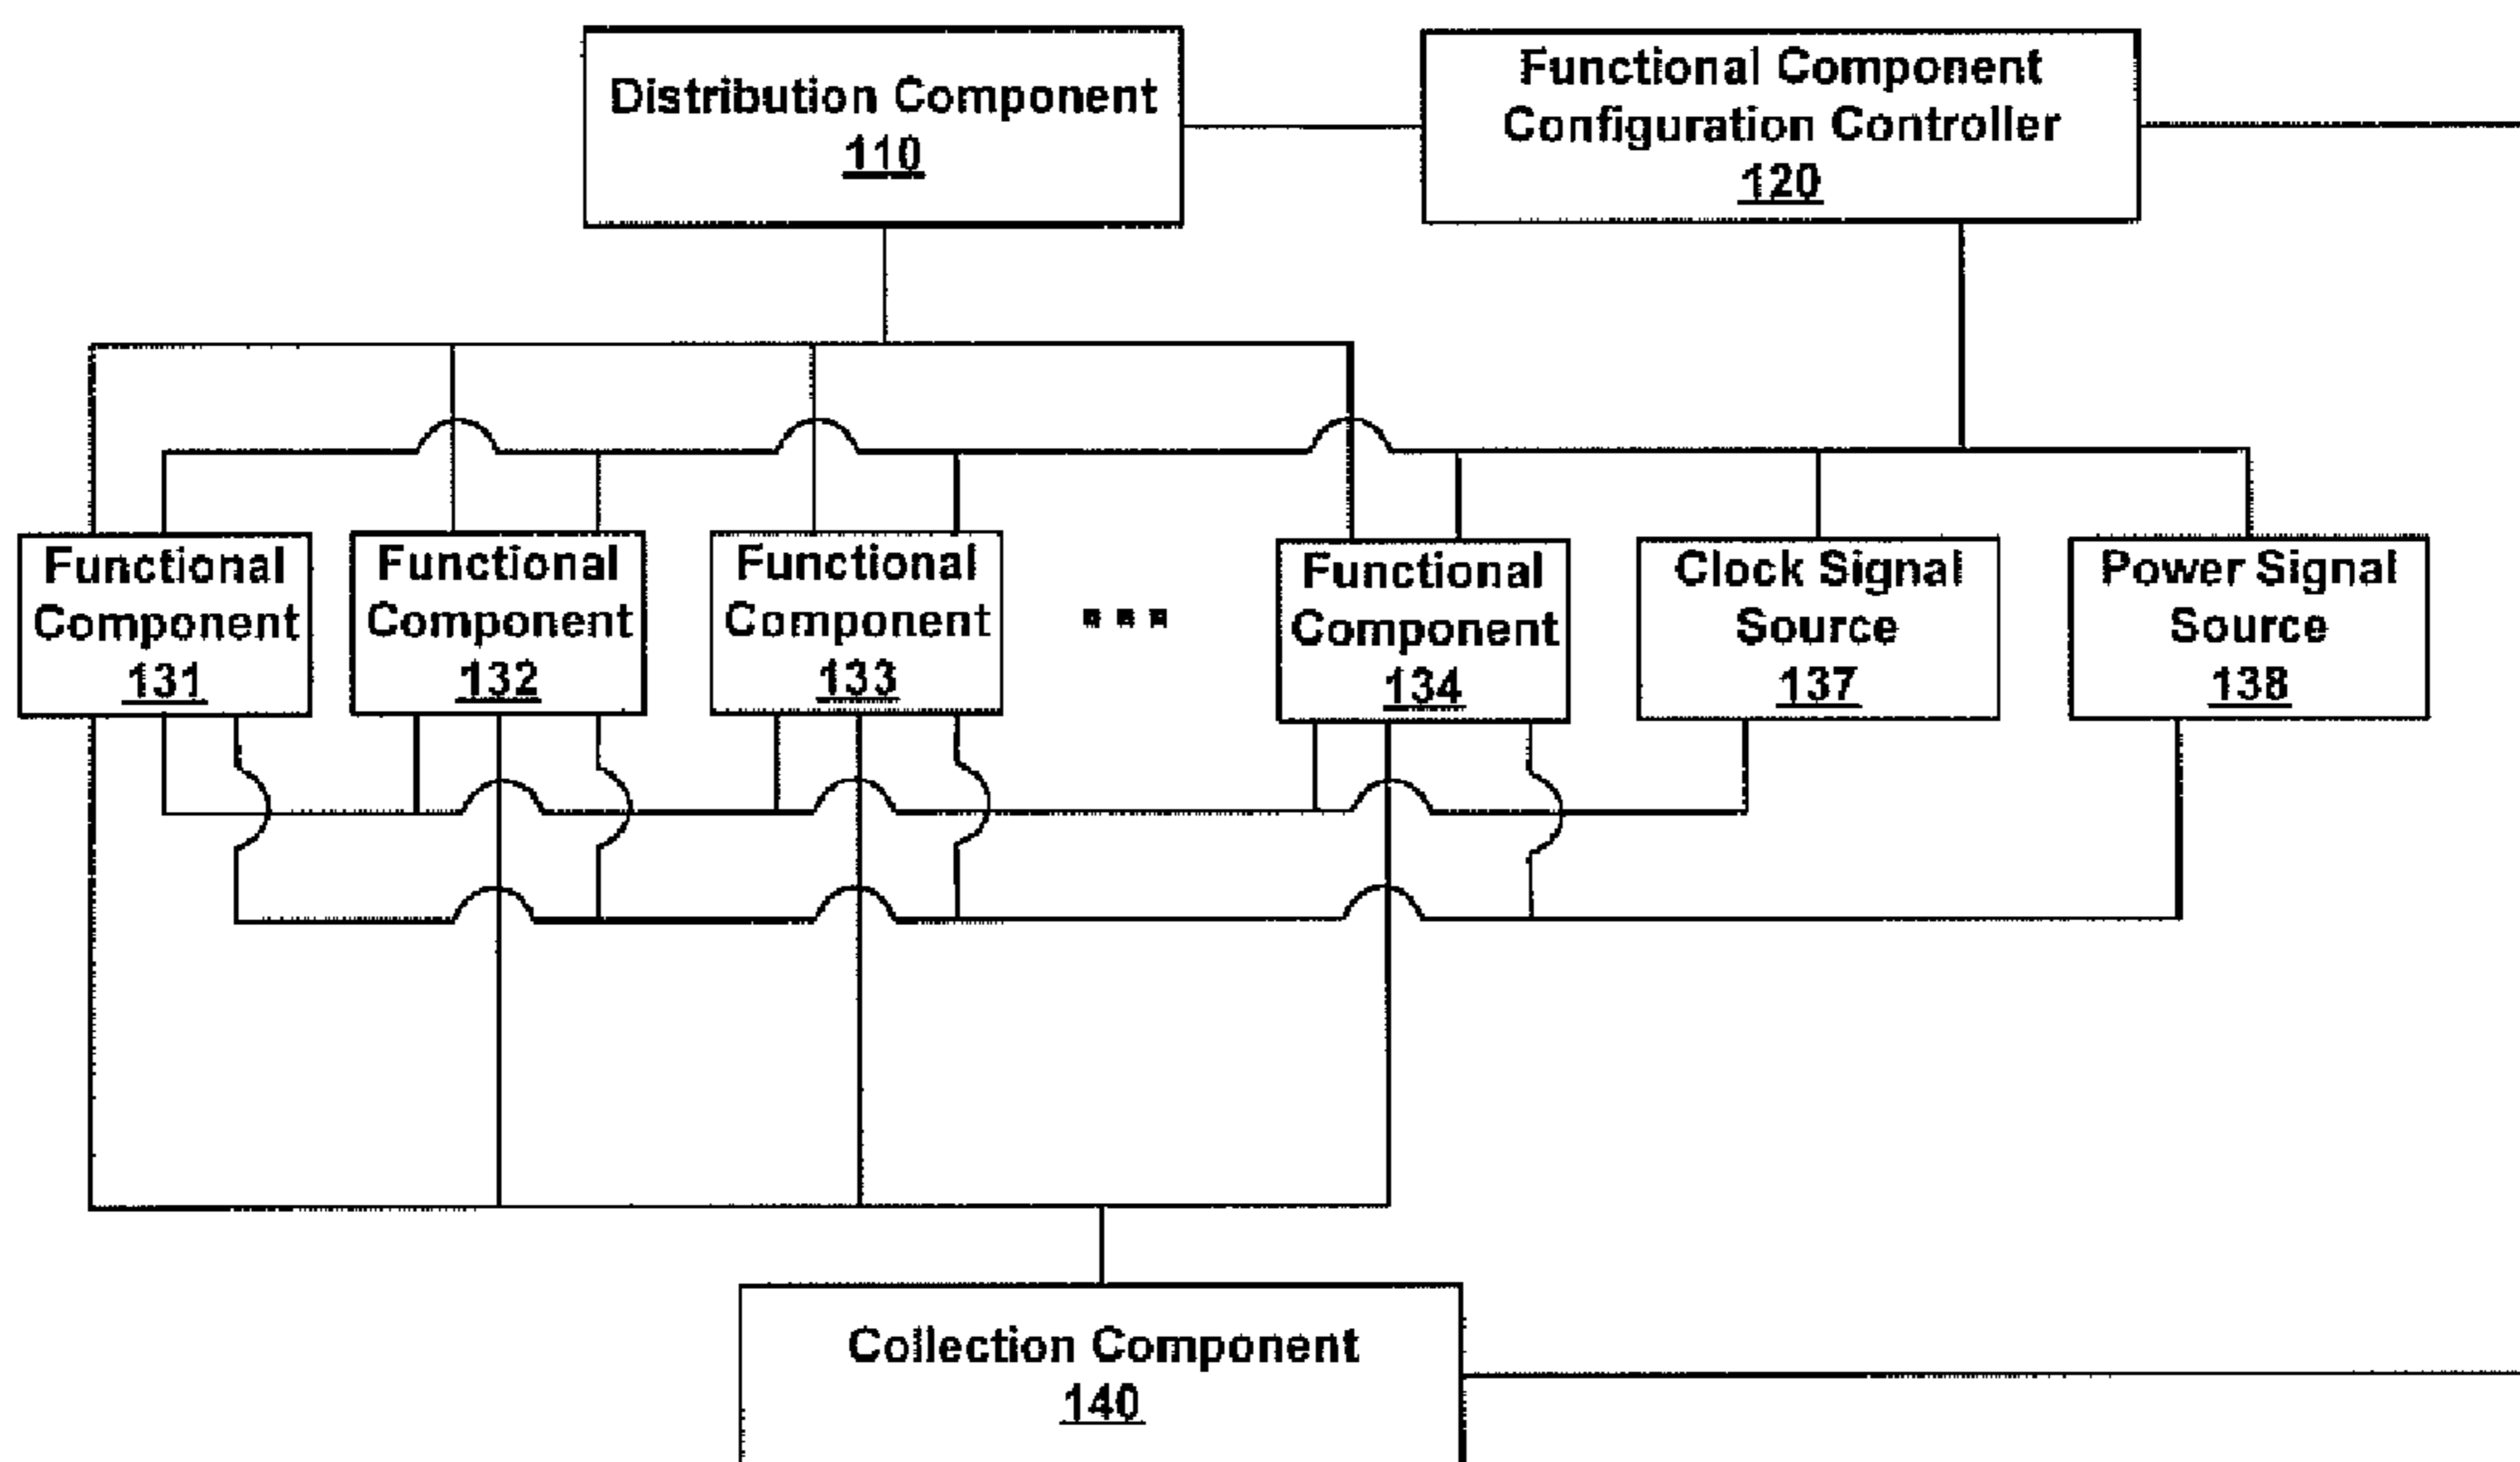 Distribution Component
110
Functional Component
Configuration Controller
120
Functional
Component
131
Functional
Component
132
Functional
Component
133
Functional
Component
134
Clock Signal
Source
137
Power Signal
Source
138
Collection Component
140